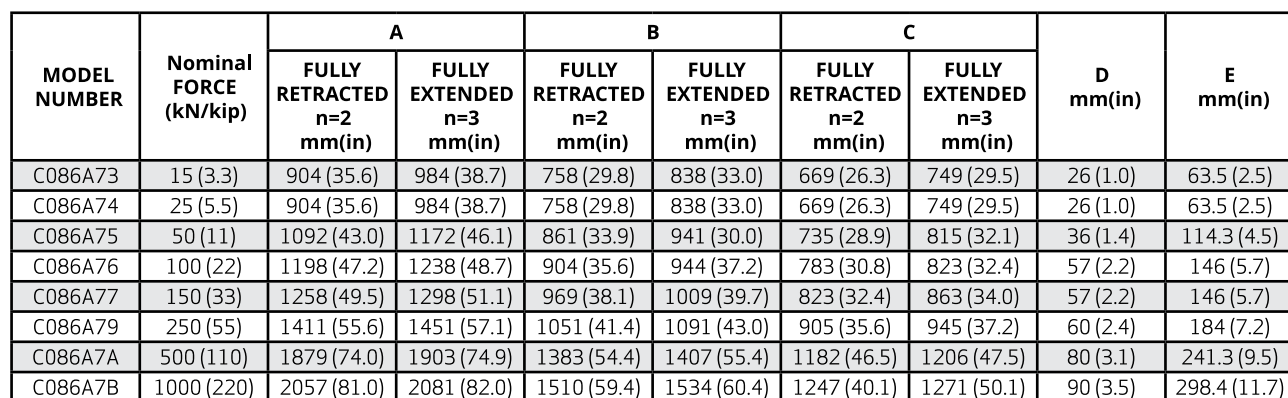 MODEL NUMBER | Nominal FORCE (kN/kip) | A | B | C | D mm(in) | E mm(in)
FULLY RETRACTED n=2 mm(in) | FULLY EXTENDED n=3 mm(in) | FULLY RETRACTED n=2 mm(in) | FULLY EXTENDED n=3 mm(in) | FULLY RETRACTED n=2 mm(in) | FULLY EXTENDED n=3 mm(in)
C086A73 | 15 (3.3) | 904 (35.6) | 984 (38.7) | 758 (29.8) | 838 (33.0) | 669 (26.3) | 749 (29.5) | 26 (1.0) | 63.5 (2.5)
C086A74 | 25 (5.5) | 904 (35.6) | 984 (38.7) | 758 (29.8) | 838 (33.0) | 669 (26.3) | 749 (29.5) | 26 (1.0) | 63.5 (2.5)
C086A75 | 50 (11) | 1092 (43.0) | 1172 (46.1) | 861 (33.9) | 941 (30.0) | 735 (28.9) | 815 (32.1) | 36 (1.4) | 114.3 (4.5)
C086A76 | 100 (22) | 1198 (47.2) | 1238 (48.7) | 904 (35.6) | 944 (37.2) | 783 (30.8) | 823 (32.4) | 57 (2.2) | 146 (5.7)
C086A77 | 150 (33) | 1258 (49.5) | 1298 (51.1) | 969 (38.1) | 1009 (39.7) | 823 (32.4) | 863 (34.0) | 57 (2.2) | 146 (5.7)
C086A79 | 250 (55) | 1411 (55.6) | 1451 (57.1) | 1051 (41.4) | 1091 (43.0) | 905 (35.6) | 945 (37.2) | 60 (2.4) | 184 (7.2)
C086A7A | 500 (110) | 1879 (74.0) | 1903 (74.9) | 1383 (54.4) | 1407 (55.4) | 1182 (46.5) | 1206 (47.5) | 80 (3.1) | 241.3 (9.5)
C086A7B | 1000 (220) | 2057 (81.0) | 2081 (82.0) | 1510 (59.4) | 1534 (60.4) | 1247 (40.1) | 1271 (50.1) | 90 (3.5) | 298.4 (11.7)